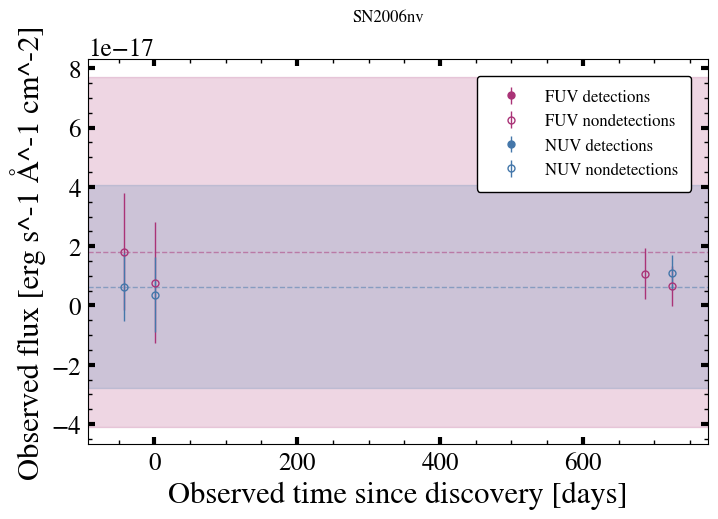 SN2006nv
1e−17
8
6
4
2
0
−2
−4
Observed flux [erg s^-1 Å^-1 cm^-2]
FUV detections
FUV nondetections
NUV detections
NUV nondetections
0 200 400 600
Observed time since discovery [days]